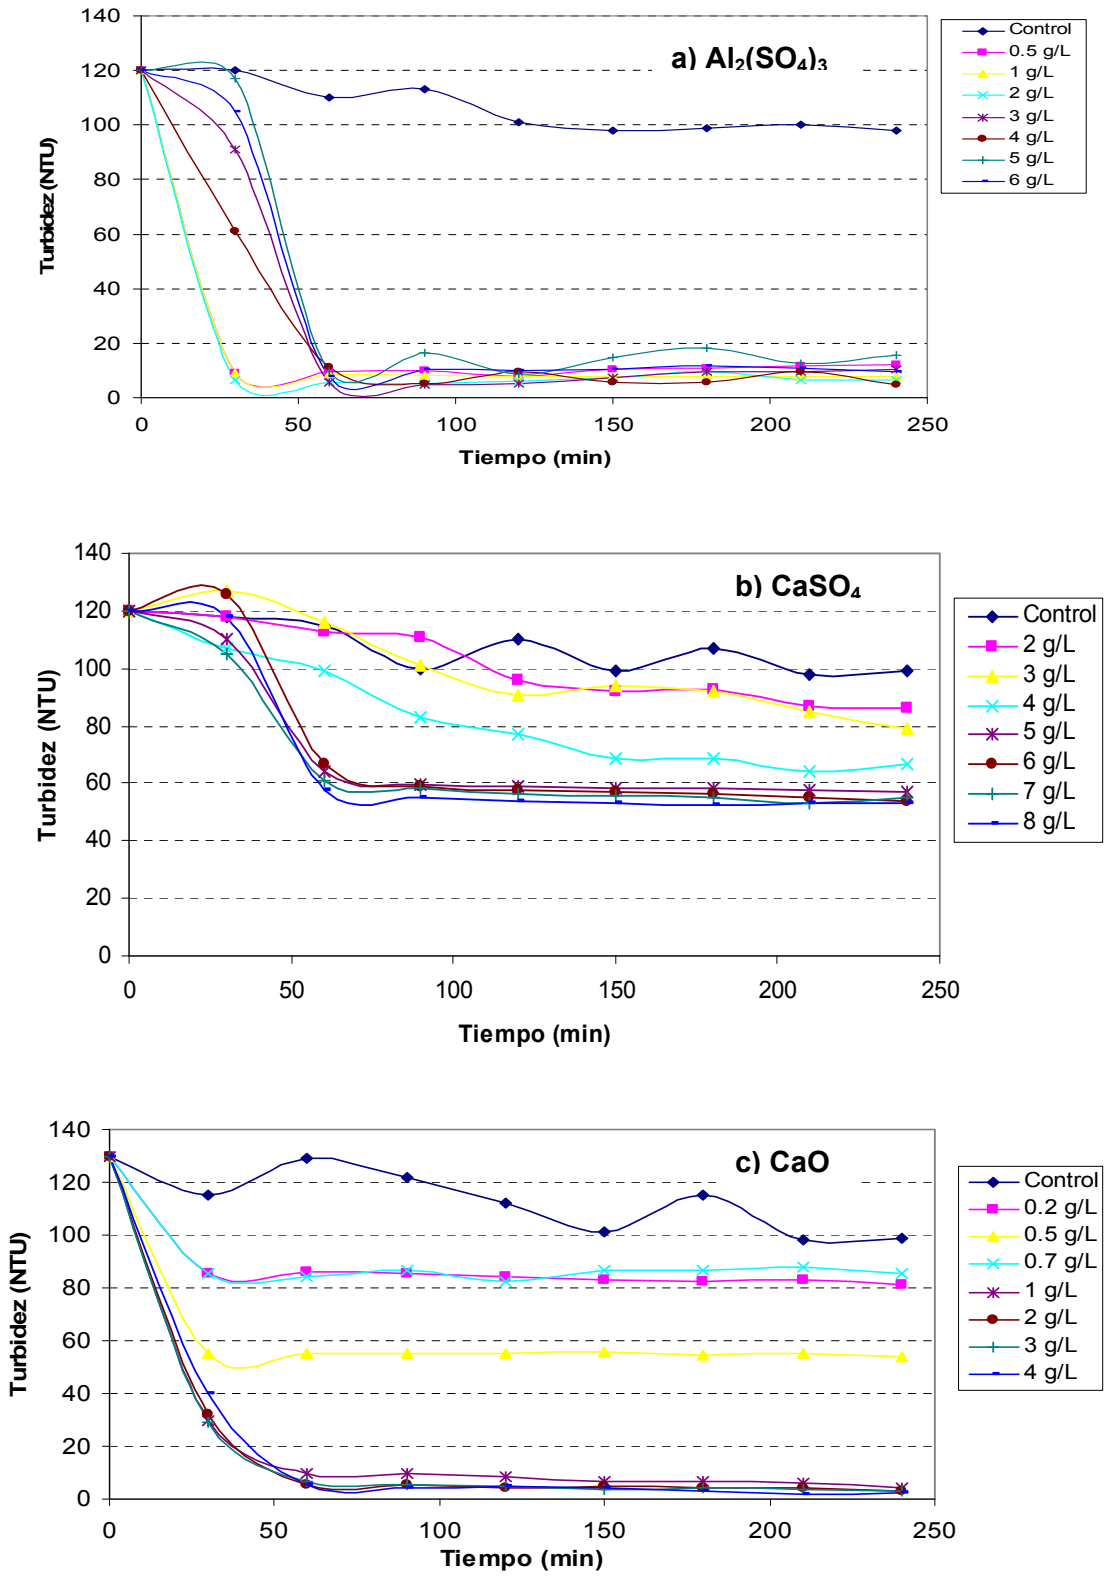 140
120
100
80
60
40
20
0
0 50 100 150 200 250
Turbidez (NTU)
Tiempo (min)
a) Al₂(SO₄)₃
Control
0.5 g/L
1 g/L
2 g/L
3 g/L
4 g/L
5 g/L
6 g/L
140
120
100
80
60
40
20
0
0 50 100 150 200 250
Turbidez (NTU)
Tiempo (min)
b) CaSO₄
Control
2 g/L
3 g/L
4 g/L
5 g/L
6 g/L
7 g/L
8 g/L
140
120
100
80
60
40
20
0
0 50 100 150 200 250
Turbidez (NTU)
Tiempo (min)
c) CaO
Control
0.2 g/L
0.5 g/L
0.7 g/L
1 g/L
2 g/L
3 g/L
4 g/L